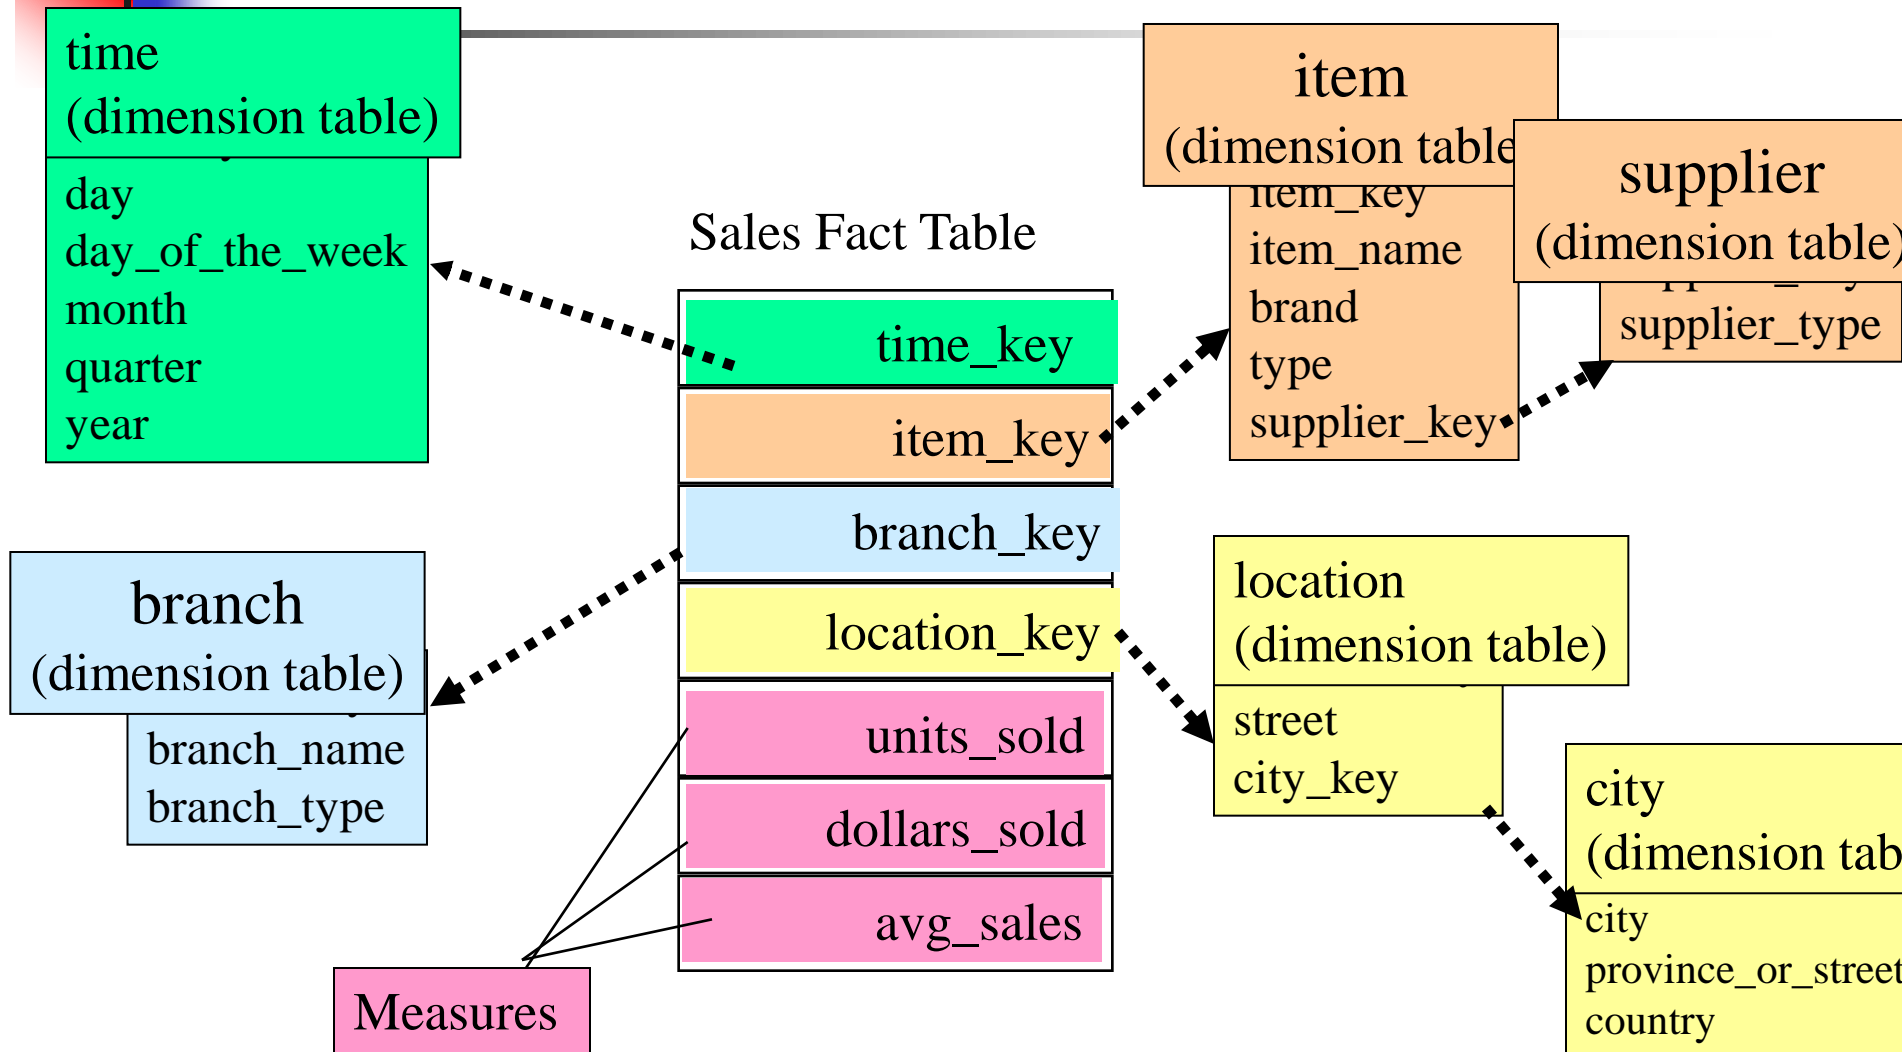 time
(dimension table)
day
day_of_the_week
month
quarter
year
item
(dimension table
item_key
item_name
brand
type
supplier_key
supplier
(dimension table)
supplier_type
Sales Fact Table
time_key
item_key
branch_key
location_key
units_sold
dollars_sold
avg_sales
branch
(dimension table)
branch_name
branch_type
location
(dimension table)
street
city_key
city
(dimension tab
city
province_or_street
country
Measures